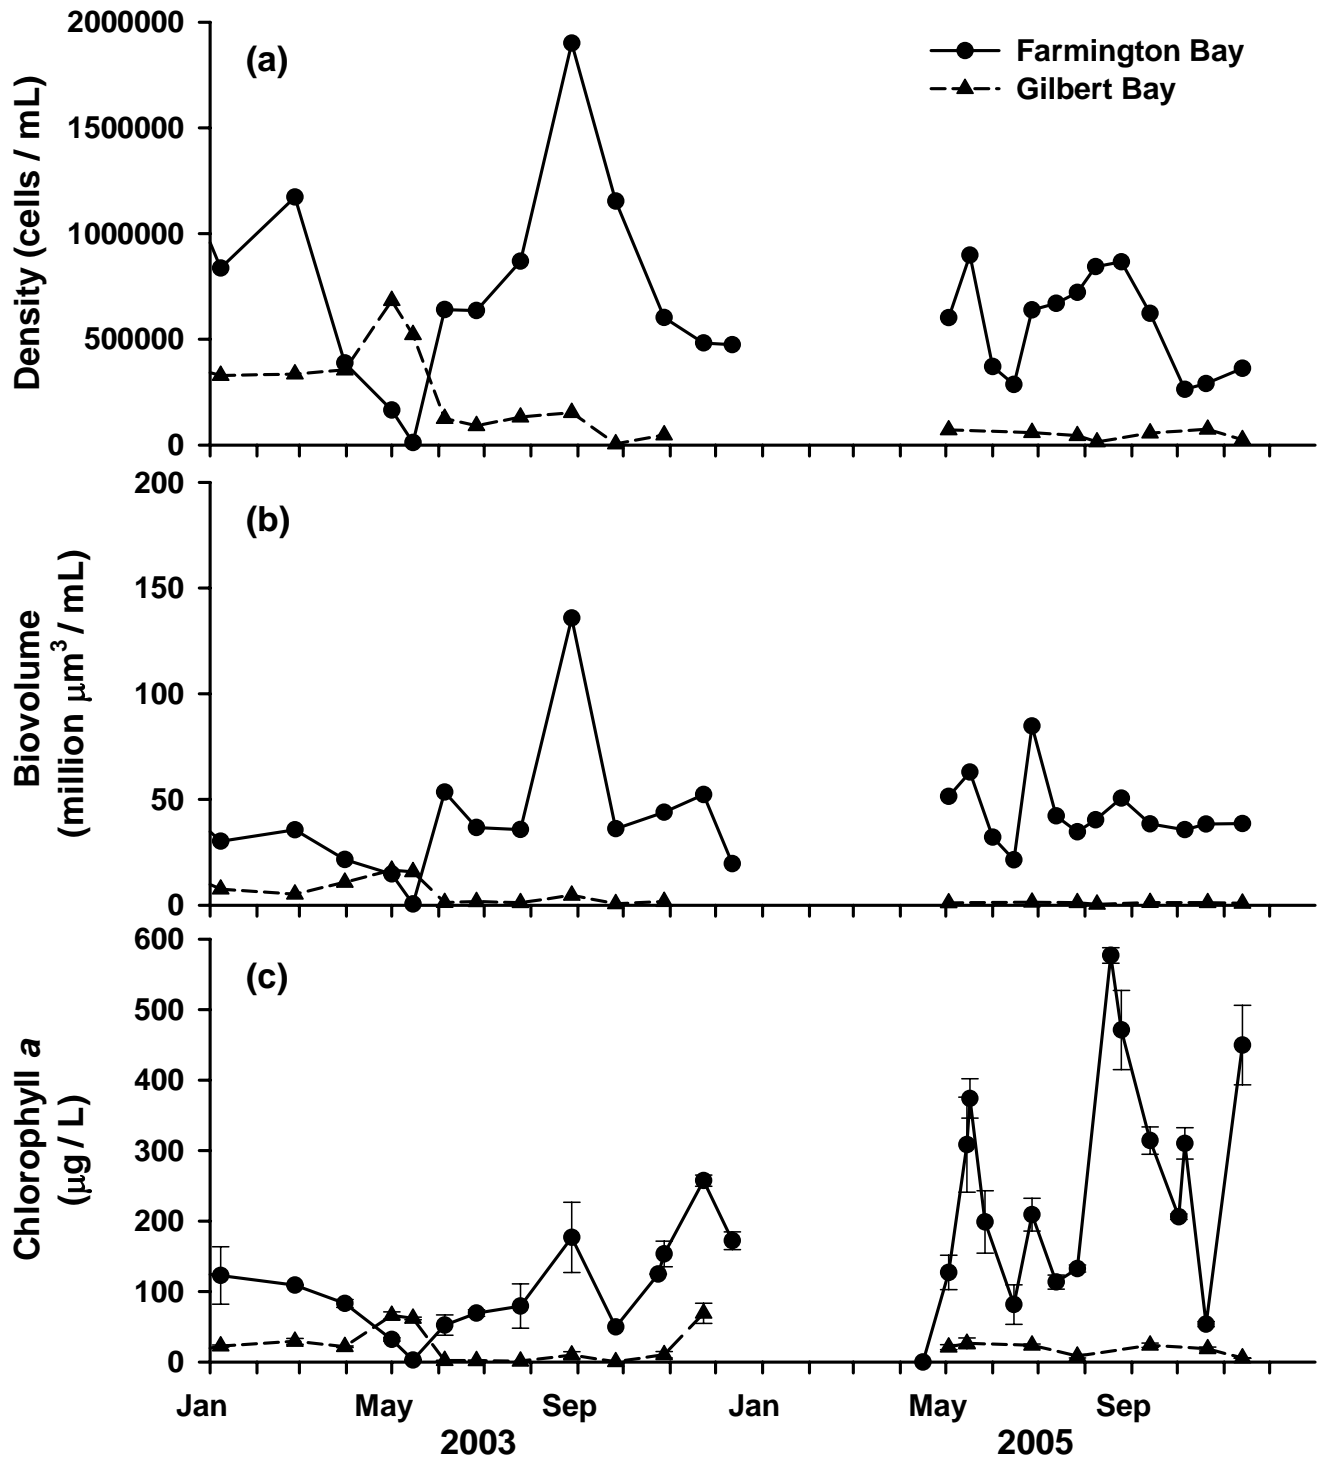 2000000
1500000
1000000
500000
0
Density (cells / mL)
(a)
Farmington Bay
Gilbert Bay
200
150
100
50
0
Biovolume
(million μm³ / mL)
(b)
600
500
400
300
200
100
0
Chlorophyll a
(μg / L)
(c)
Jan May Sep Jan May Sep
2003 2005